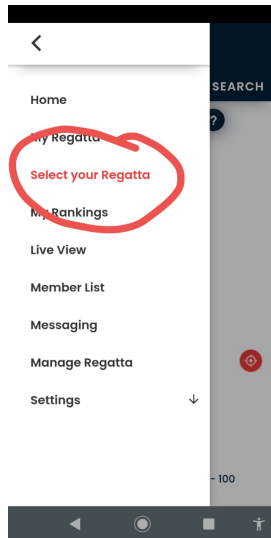 SEARCH
?
Home
My Regatta
Select your Regatta
My Rankings
Live View
Member List
Messaging
Manage Regatta
Settings
- 100